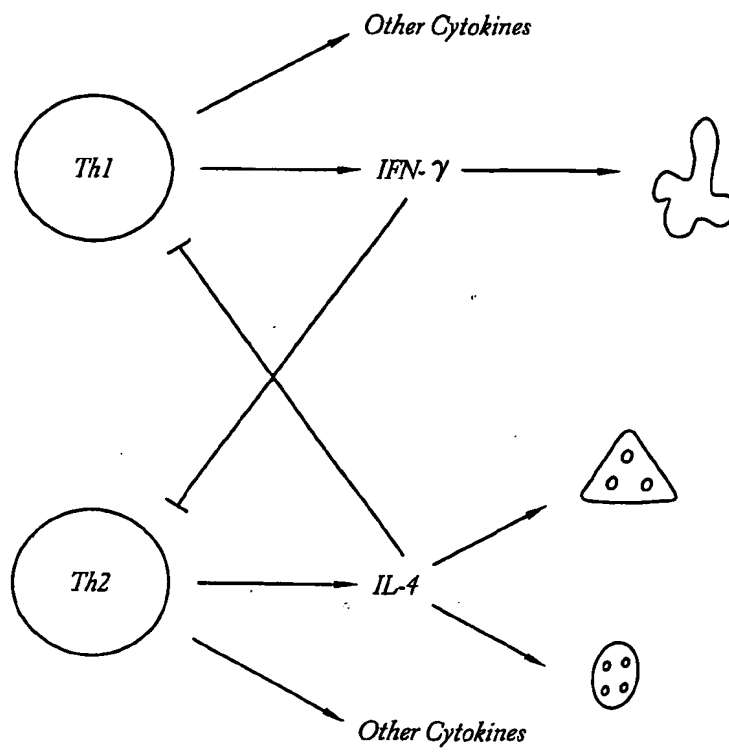 Other Cytokines
Th1
IFN-γ
Th2
IL-4
Other Cytokines